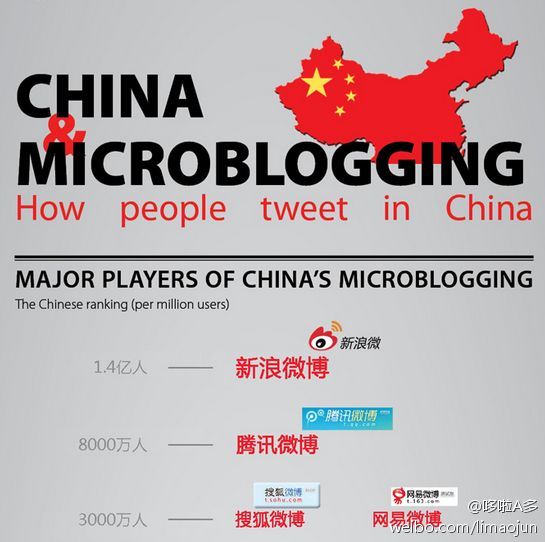 CHINA
&
MICROBLOGGING
How people tweet in China
MAJOR PLAYERS OF CHINA'S MICROBLOGGING
The Chinese ranking (per million users)
新浪微
1.4亿人
新浪微博
腾讯微博
t.qq.com
8000万人
腾讯微博
搜狐微博
t.sohu.com
网易微博
t.163.com
3000万人
搜狐微博
网易微博
@哆啦A多
weibo.com/limaojun